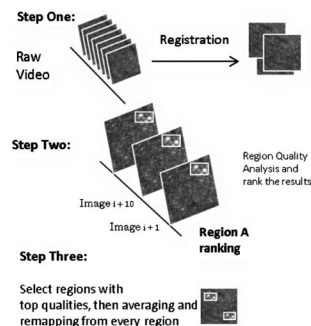 Step One:
Raw
Video
Registration
Step Two:
Image i + 10
Image i + 1
Region Quality
Analysis and
rank the results
Region A
ranking
Step Three:
Select regions with
top qualities, then averaging and
remapping from every region